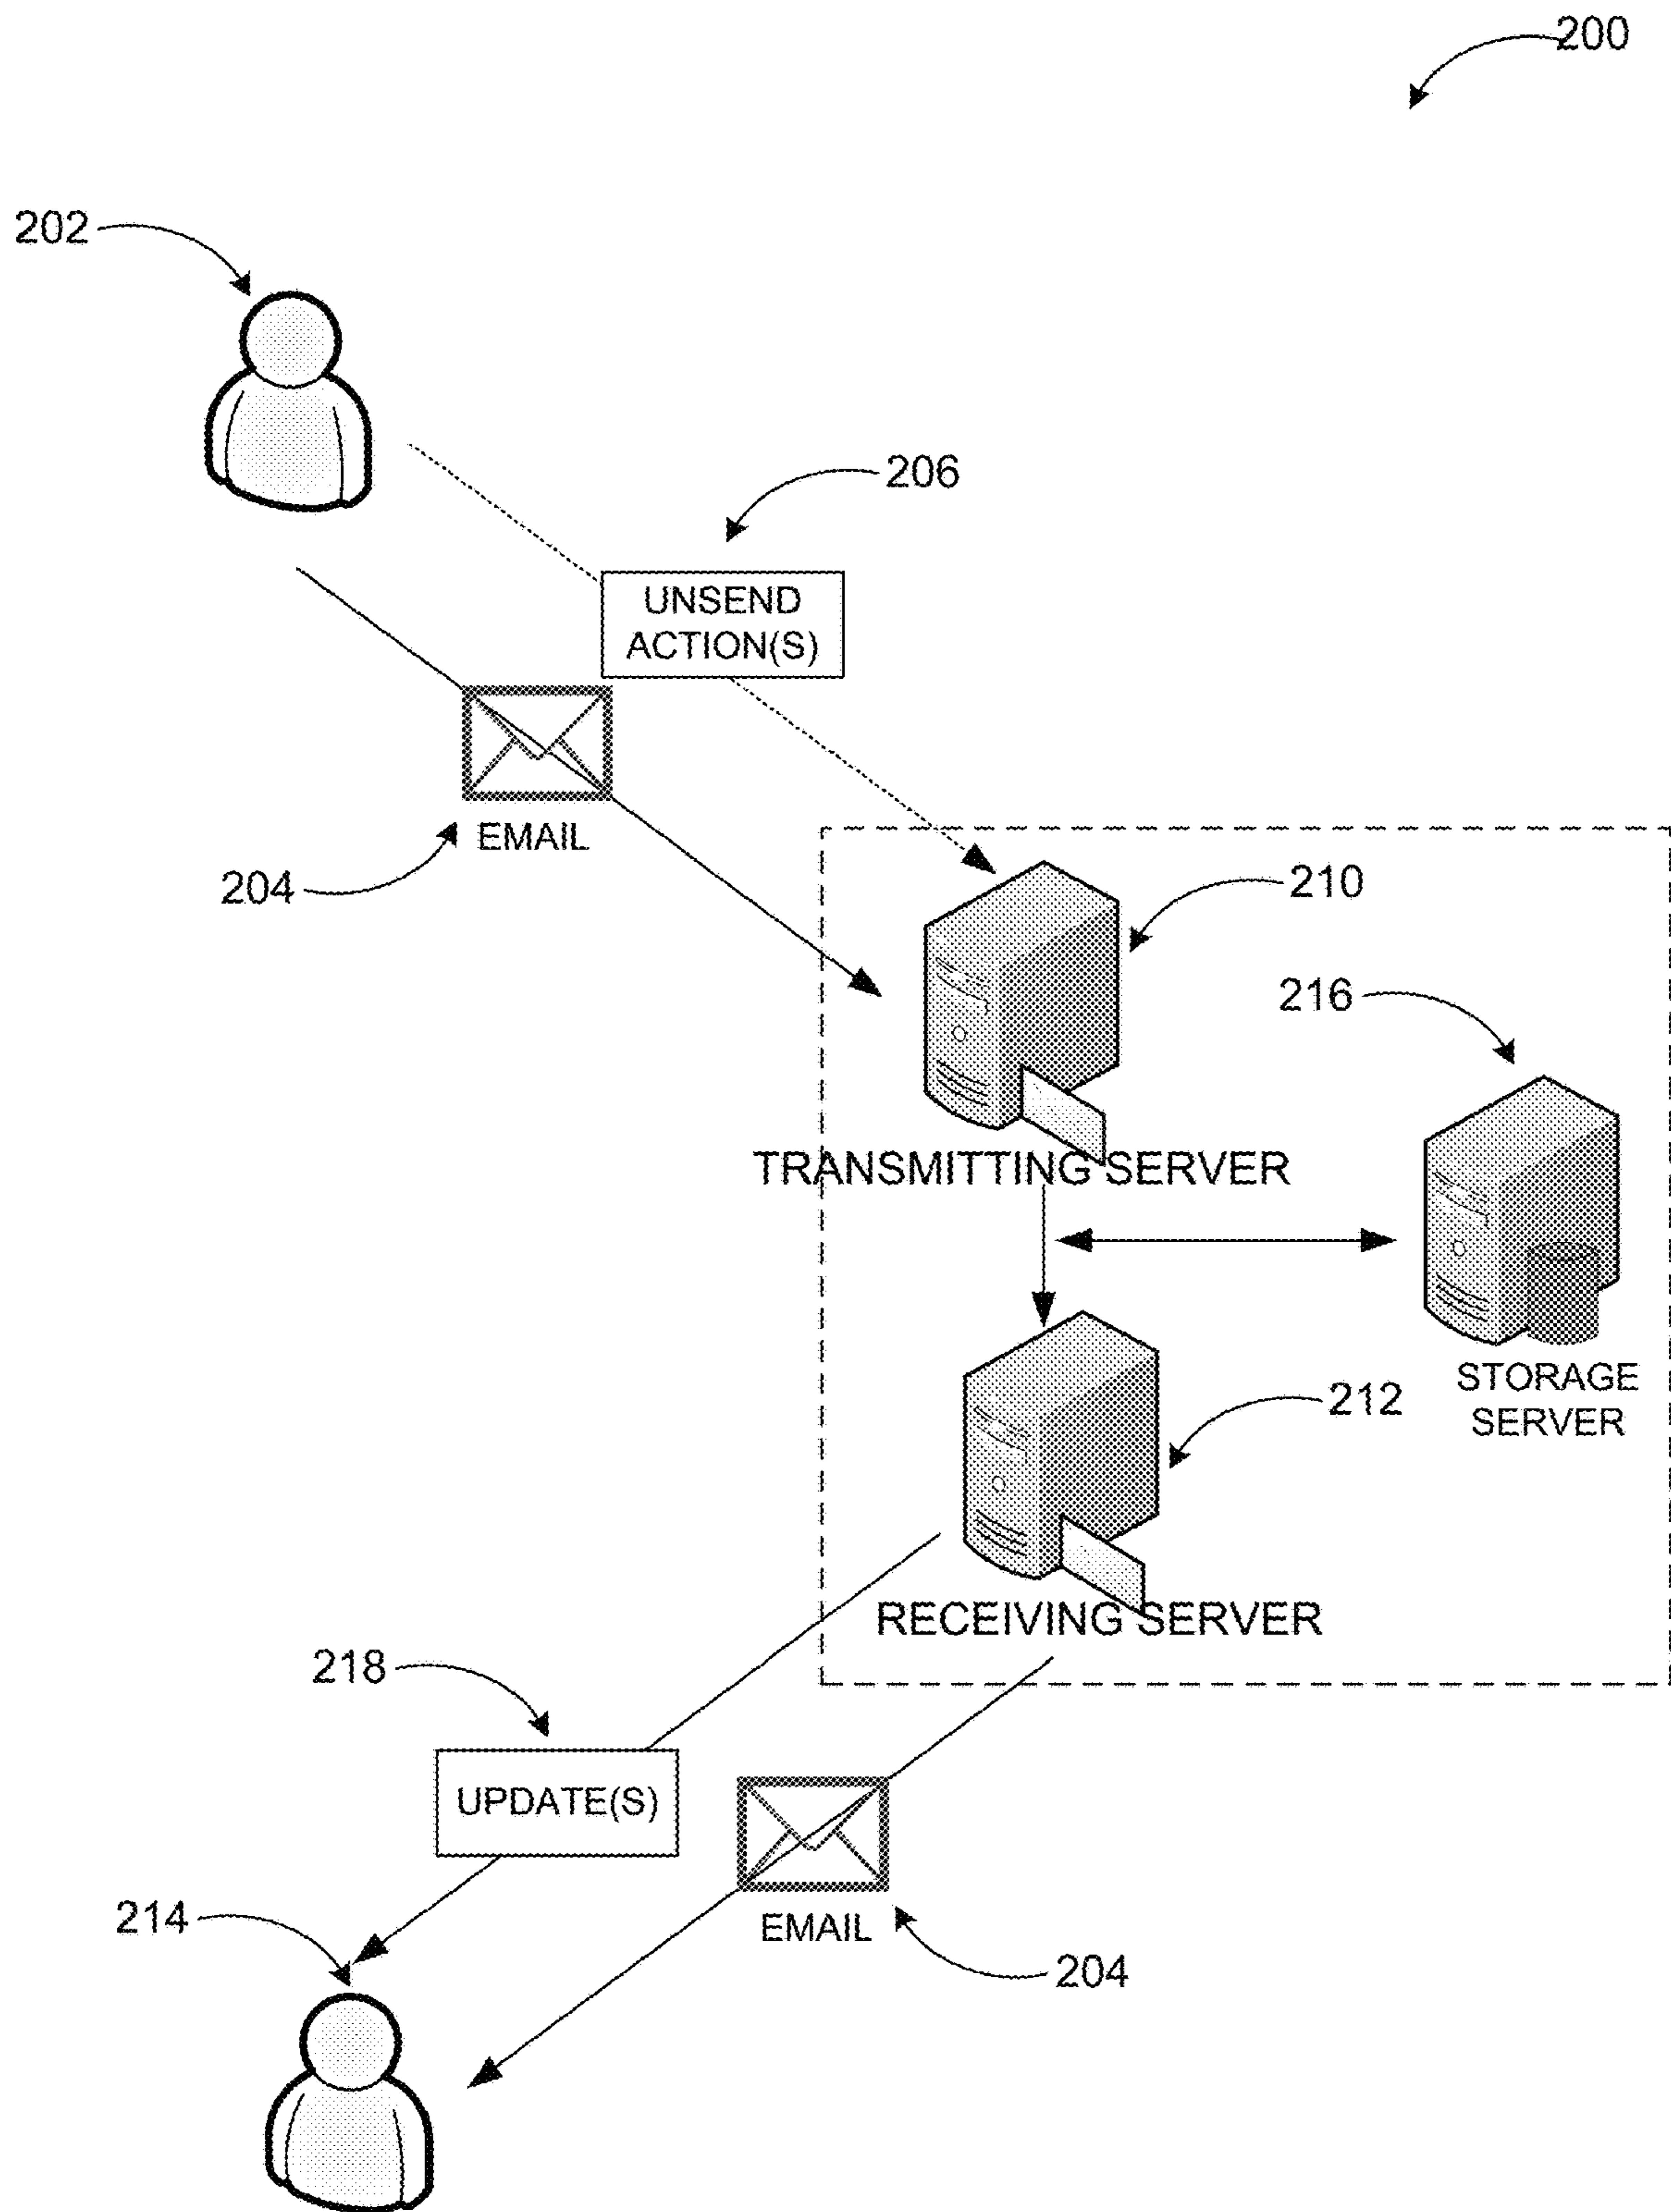 200
202
206
UNSEND
ACTION(S)
EMAIL
204
210
216
TRANSMITTING SERVER
STORAGE
SERVER
212
RECEIVING SERVER
218
UPDATE(S)
214
EMAIL
204